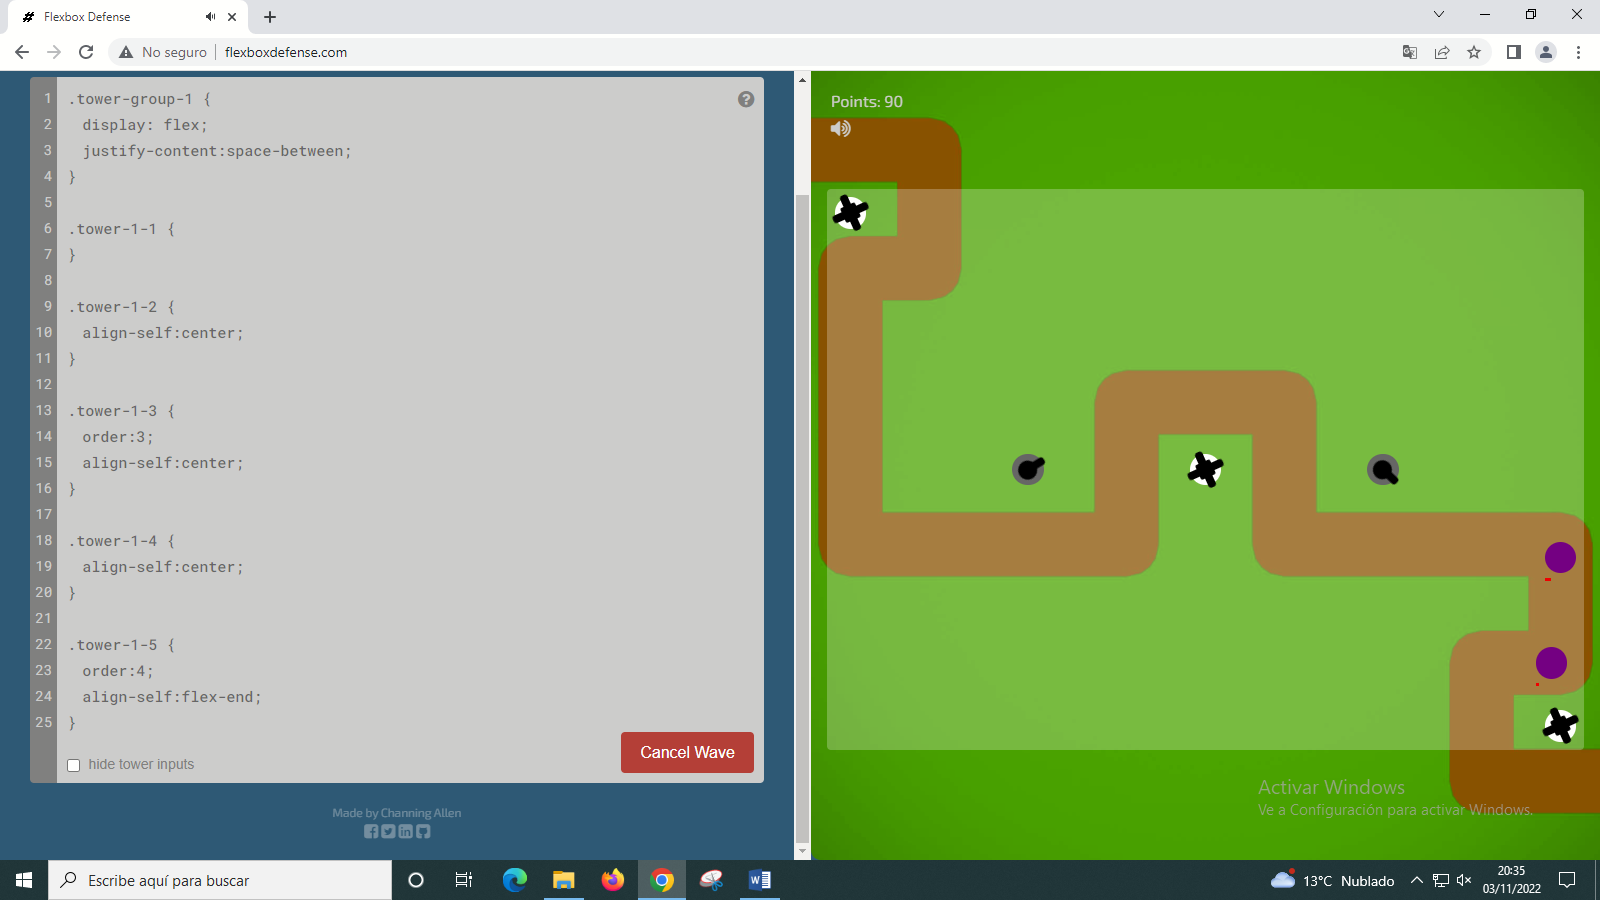 Flexbox Defense
No seguro
flexboxdefense.com
1 .tower-group-1 {
2 display: flex;
3 justify-content:space-between;
4 }
5
6 .tower-1-1 {
7 }
8
9 .tower-1-2 {
10 align-self:center;
11 }
12
13 .tower-1-3 {
14 order:3;
15 align-self:center;
16 }
17
18 .tower-1-4 {
19 align-self:center;
20 }
21
22 .tower-1-5 {
23 order:4;
24 align-self:flex-end;
25 }
hide tower inputs
Cancel Wave
Made by Channing Allen
Points: 90
Activar Windows
Ve a Configuración para activar Windows.
Escribe aquí para buscar
13°C Nublado
20:35
03/11/2022